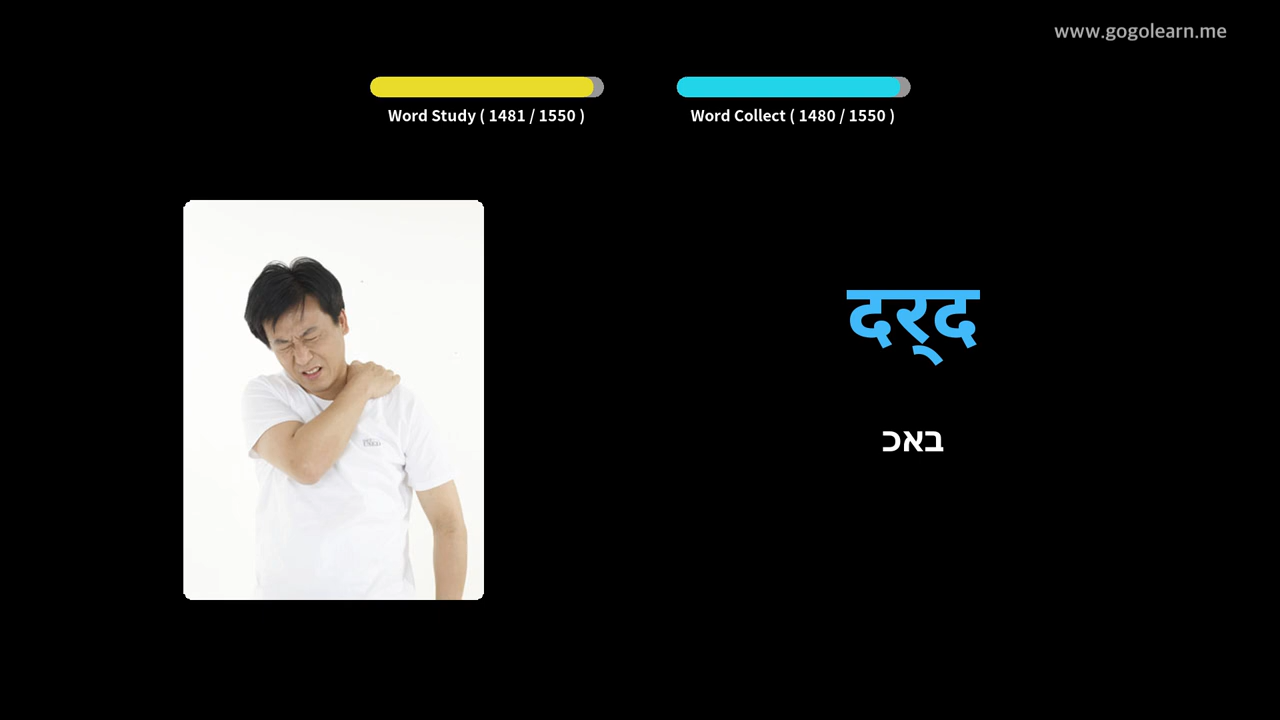 www.gogolearn.me
Word Study ( 1481 / 1550 )
Word Collect ( 1480 / 1550 )
दर्‌द
באכ